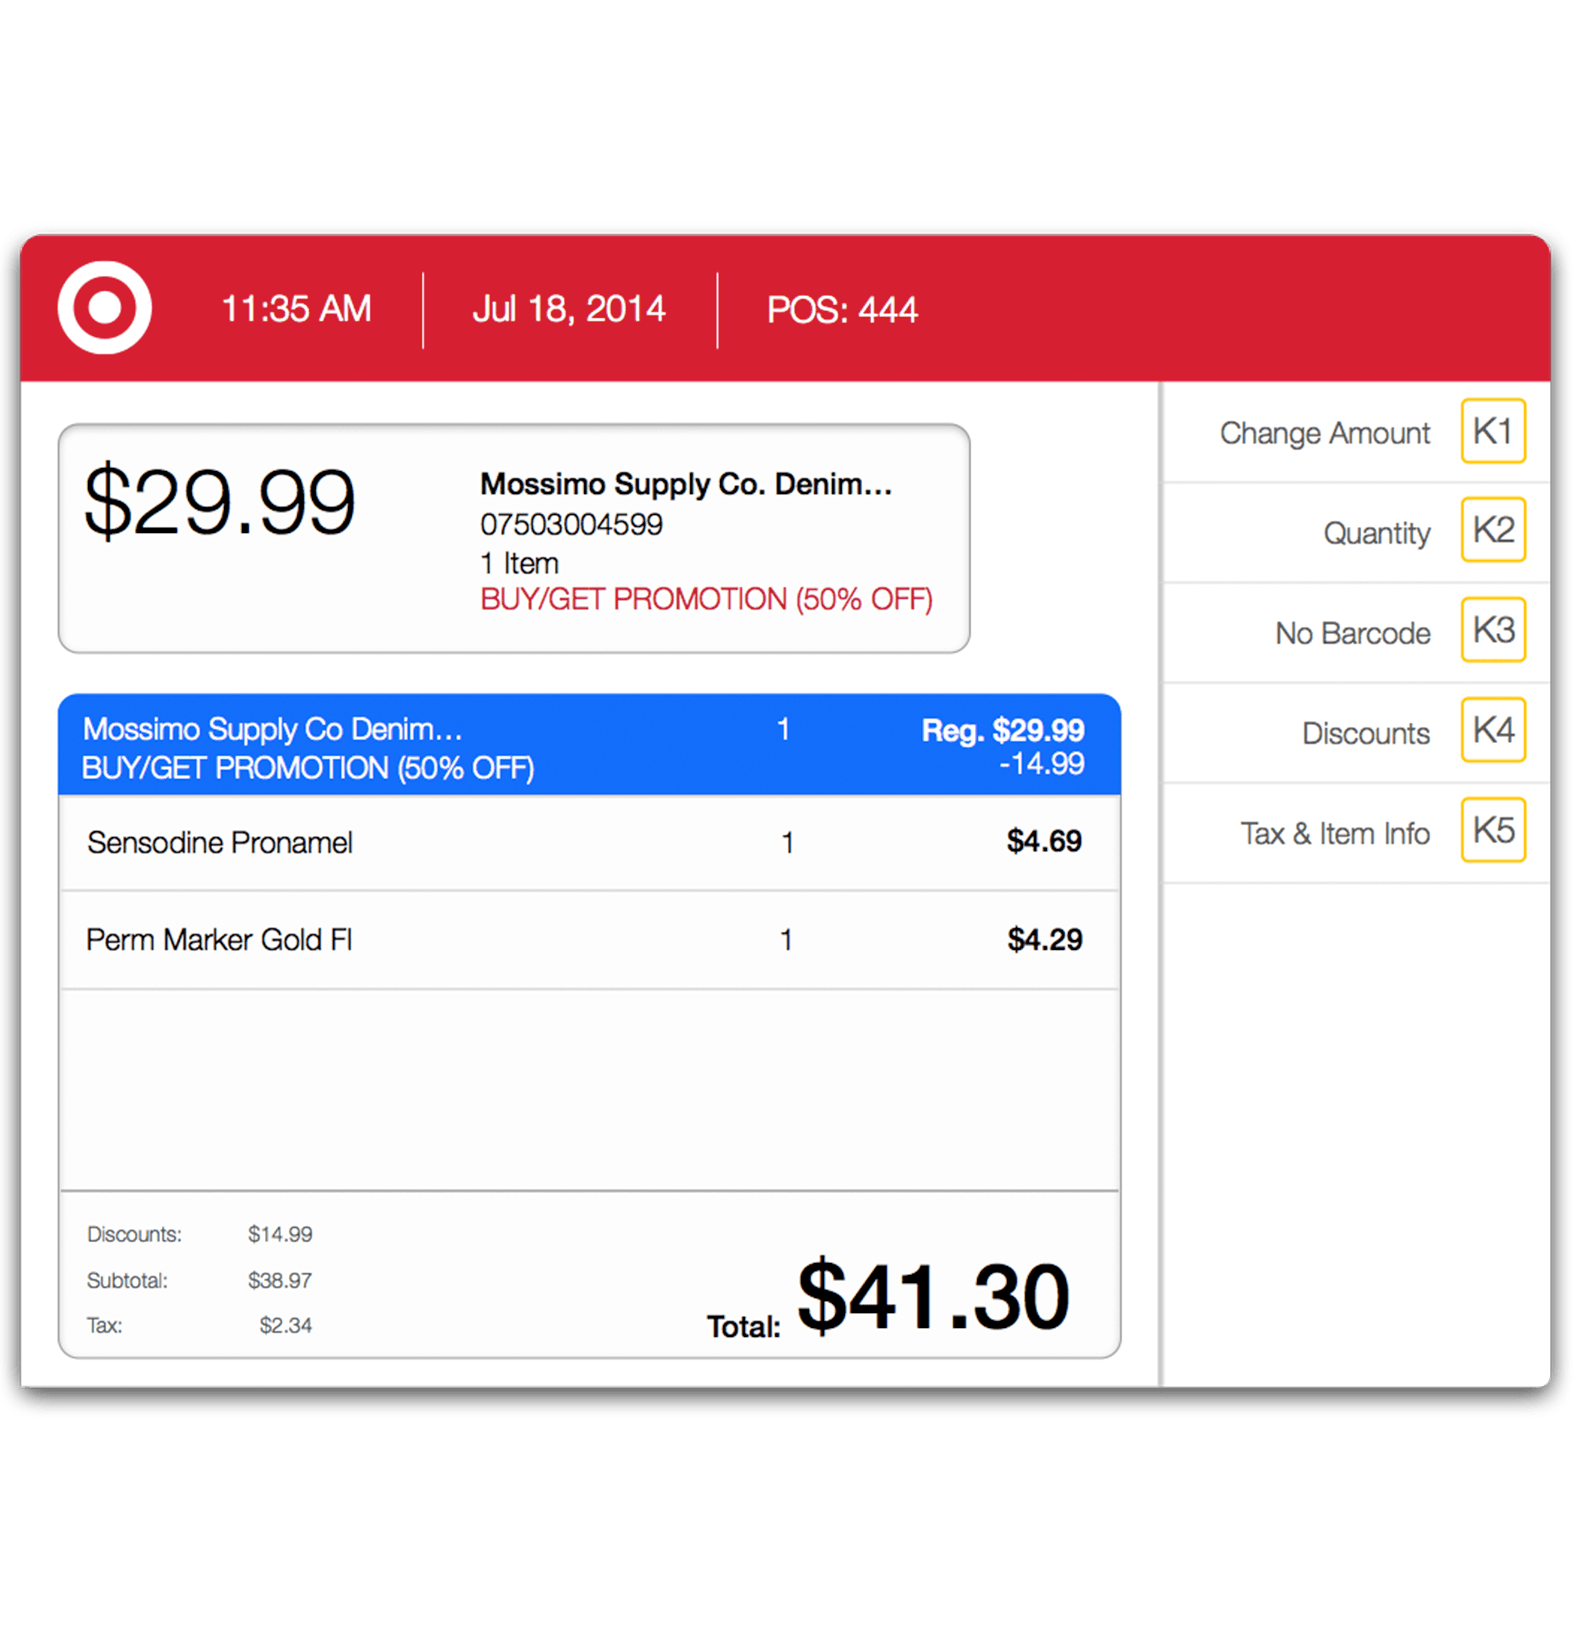 11:35 AM
Jul 18, 2014
POS: 444
$29.99
Mossimo Supply Co. Denim...
07503004599
1 Item
BUY/GET PROMOTION (50% OFF)
Mossimo Supply Co Denim... 1 Reg. $29.99
BUY/GET PROMOTION (50% OFF) -14.99
Sensodine Pronamel 1 $4.69
Perm Marker Gold Fl 1 $4.29
Discounts: $14.99
Subtotal: $38.97
Tax: $2.34
Total: $41.30
Change Amount K1
Quantity K2
No Barcode K3
Discounts K4
Tax & Item Info K5